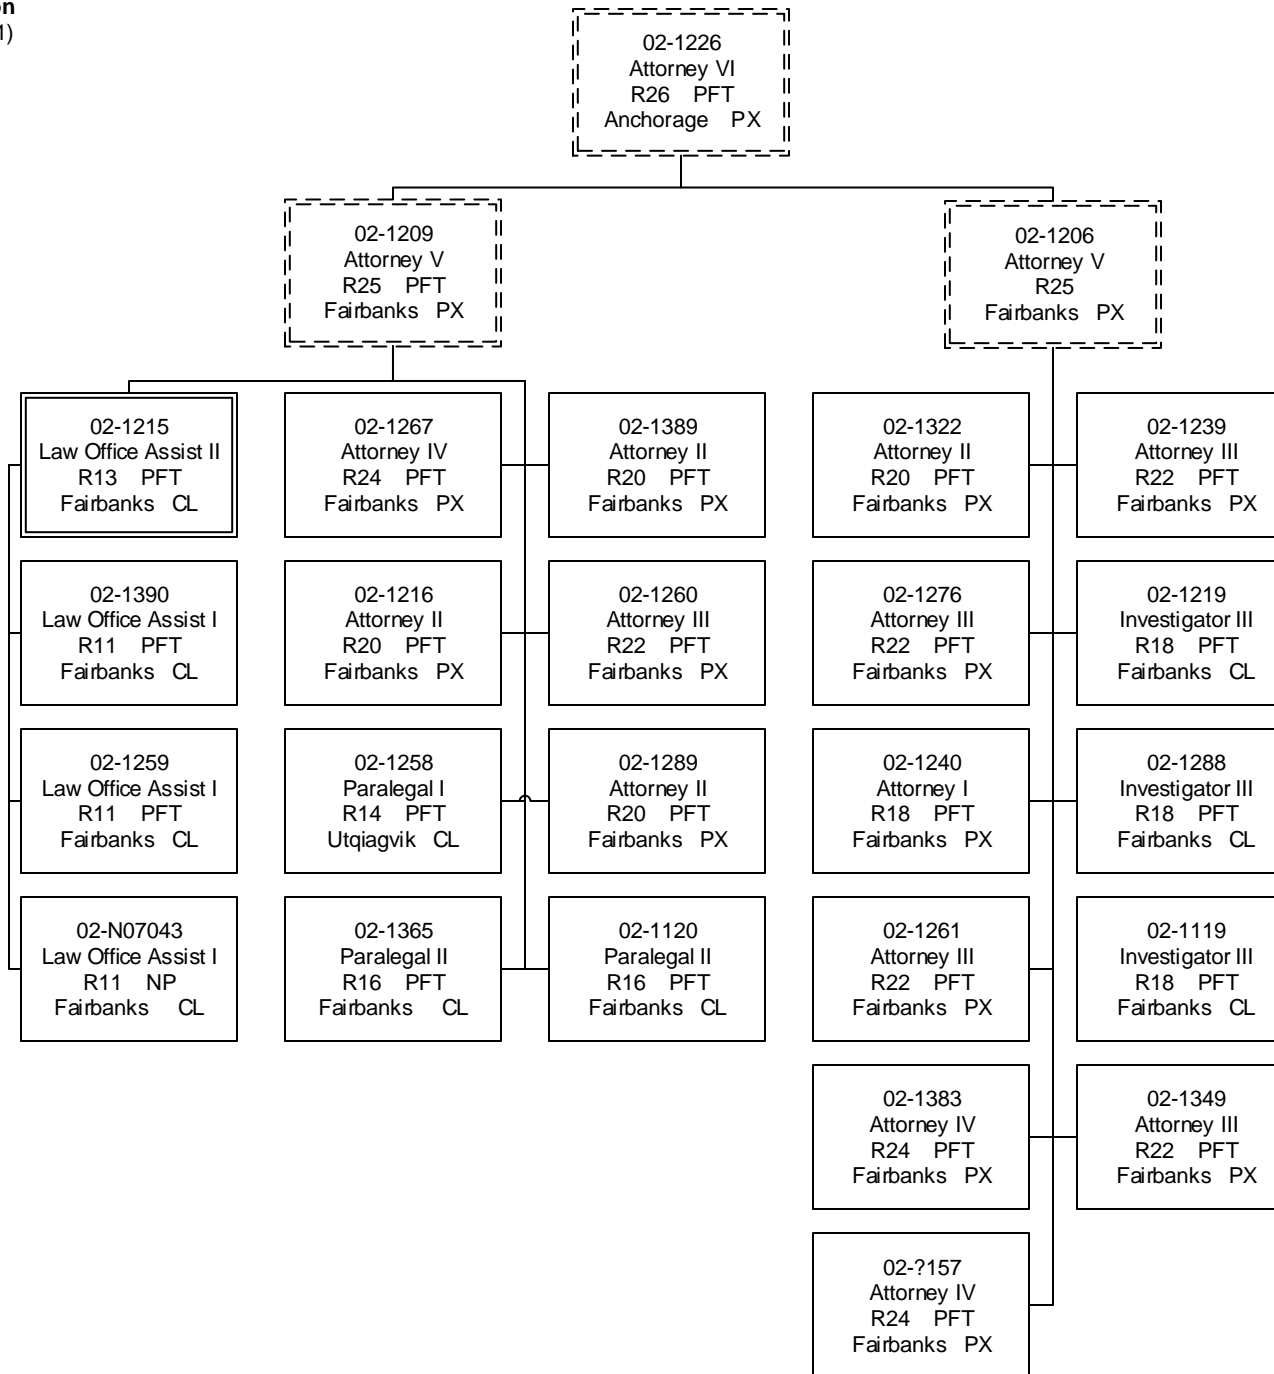 on
1)
02-1226
Attorney VI
R26 PFT
Anchorage PX
02-1209
Attorney V
R25 PFT
Fairbanks PX
02-1206
Attorney V
R25
Fairbanks PX
02-1215
Law Office Assist II
R13 PFT
Fairbanks CL
02-1267
Attorney IV
R24 PFT
Fairbanks PX
02-1389
Attorney II
R20 PFT
Fairbanks PX
02-1322
Attorney II
R20 PFT
Fairbanks PX
02-1239
Attorney III
R22 PFT
Fairbanks PX
02-1390
Law Office Assist I
R11 PFT
Fairbanks CL
02-1216
Attorney II
R20 PFT
Fairbanks PX
02-1260
Attorney III
R22 PFT
Fairbanks PX
02-1276
Attorney III
R22 PFT
Fairbanks PX
02-1219
Investigator III
R18 PFT
Fairbanks CL
02-1259
Law Office Assist I
R11 PFT
Fairbanks CL
02-1258
Paralegal I
R14 PFT
Utqiagvik CL
02-1289
Attorney II
R20 PFT
Fairbanks PX
02-1240
Attorney I
R18 PFT
Fairbanks PX
02-1288
Investigator III
R18 PFT
Fairbanks CL
02-N07043
Law Office Assist I
R11 NP
Fairbanks CL
02-1365
Paralegal II
R16 PFT
Fairbanks CL
02-1120
Paralegal II
R16 PFT
Fairbanks CL
02-1261
Attorney III
R22 PFT
Fairbanks PX
02-1119
Investigator III
R18 PFT
Fairbanks CL
02-1383
Attorney IV
R24 PFT
Fairbanks PX
02-1349
Attorney III
R22 PFT
Fairbanks PX
02-?157
Attorney IV
R24 PFT
Fairbanks PX